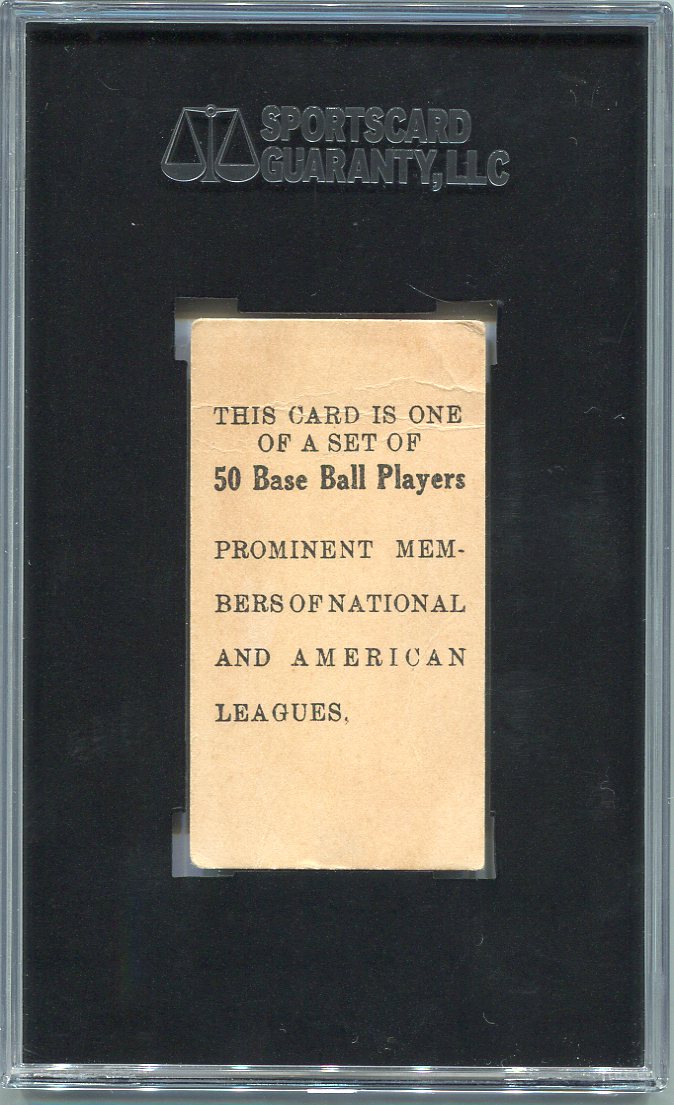 SPORTSCARD
GUARANTY, LLC
THIS CARD IS ONE
OF A SET OF
50 Base Ball Players
PROMINENT MEM-
BERS OF NATIONAL
AND AMERICAN
LEAGUES,